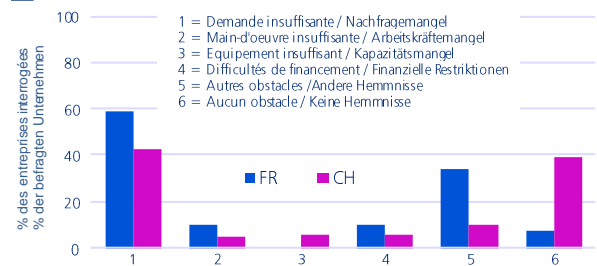 % des entreprises interrogées
% der befragten Unternehmen
100
80
60
40
20
0
1 = Demande insuffisante / Nachfragemangel
2 = Main-d'oeuvre insuffisante / Arbeitskräftemangel
3 = Equipement insuffisant / Kapazitätsmangel
4 = Difficultés de financement / Finanzielle Restriktionen
5 = Autres obstacles /Andere Hemmnisse
6 = Aucun obstacle / Keine Hemmnisse
FR CH
1 2 3 4 5 6